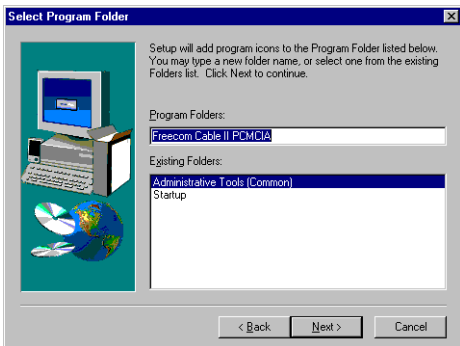 Select Program Folder
Setup will add program icons to the Program Folder listed below.
You may type a new folder name, or select one from the existing
Folders list. Click Next to continue.
Program Folders:
Freecom Cable II PCMCIA
Existing Folders:
Administrative Tools (Common)
Startup
< Back
Next >
Cancel